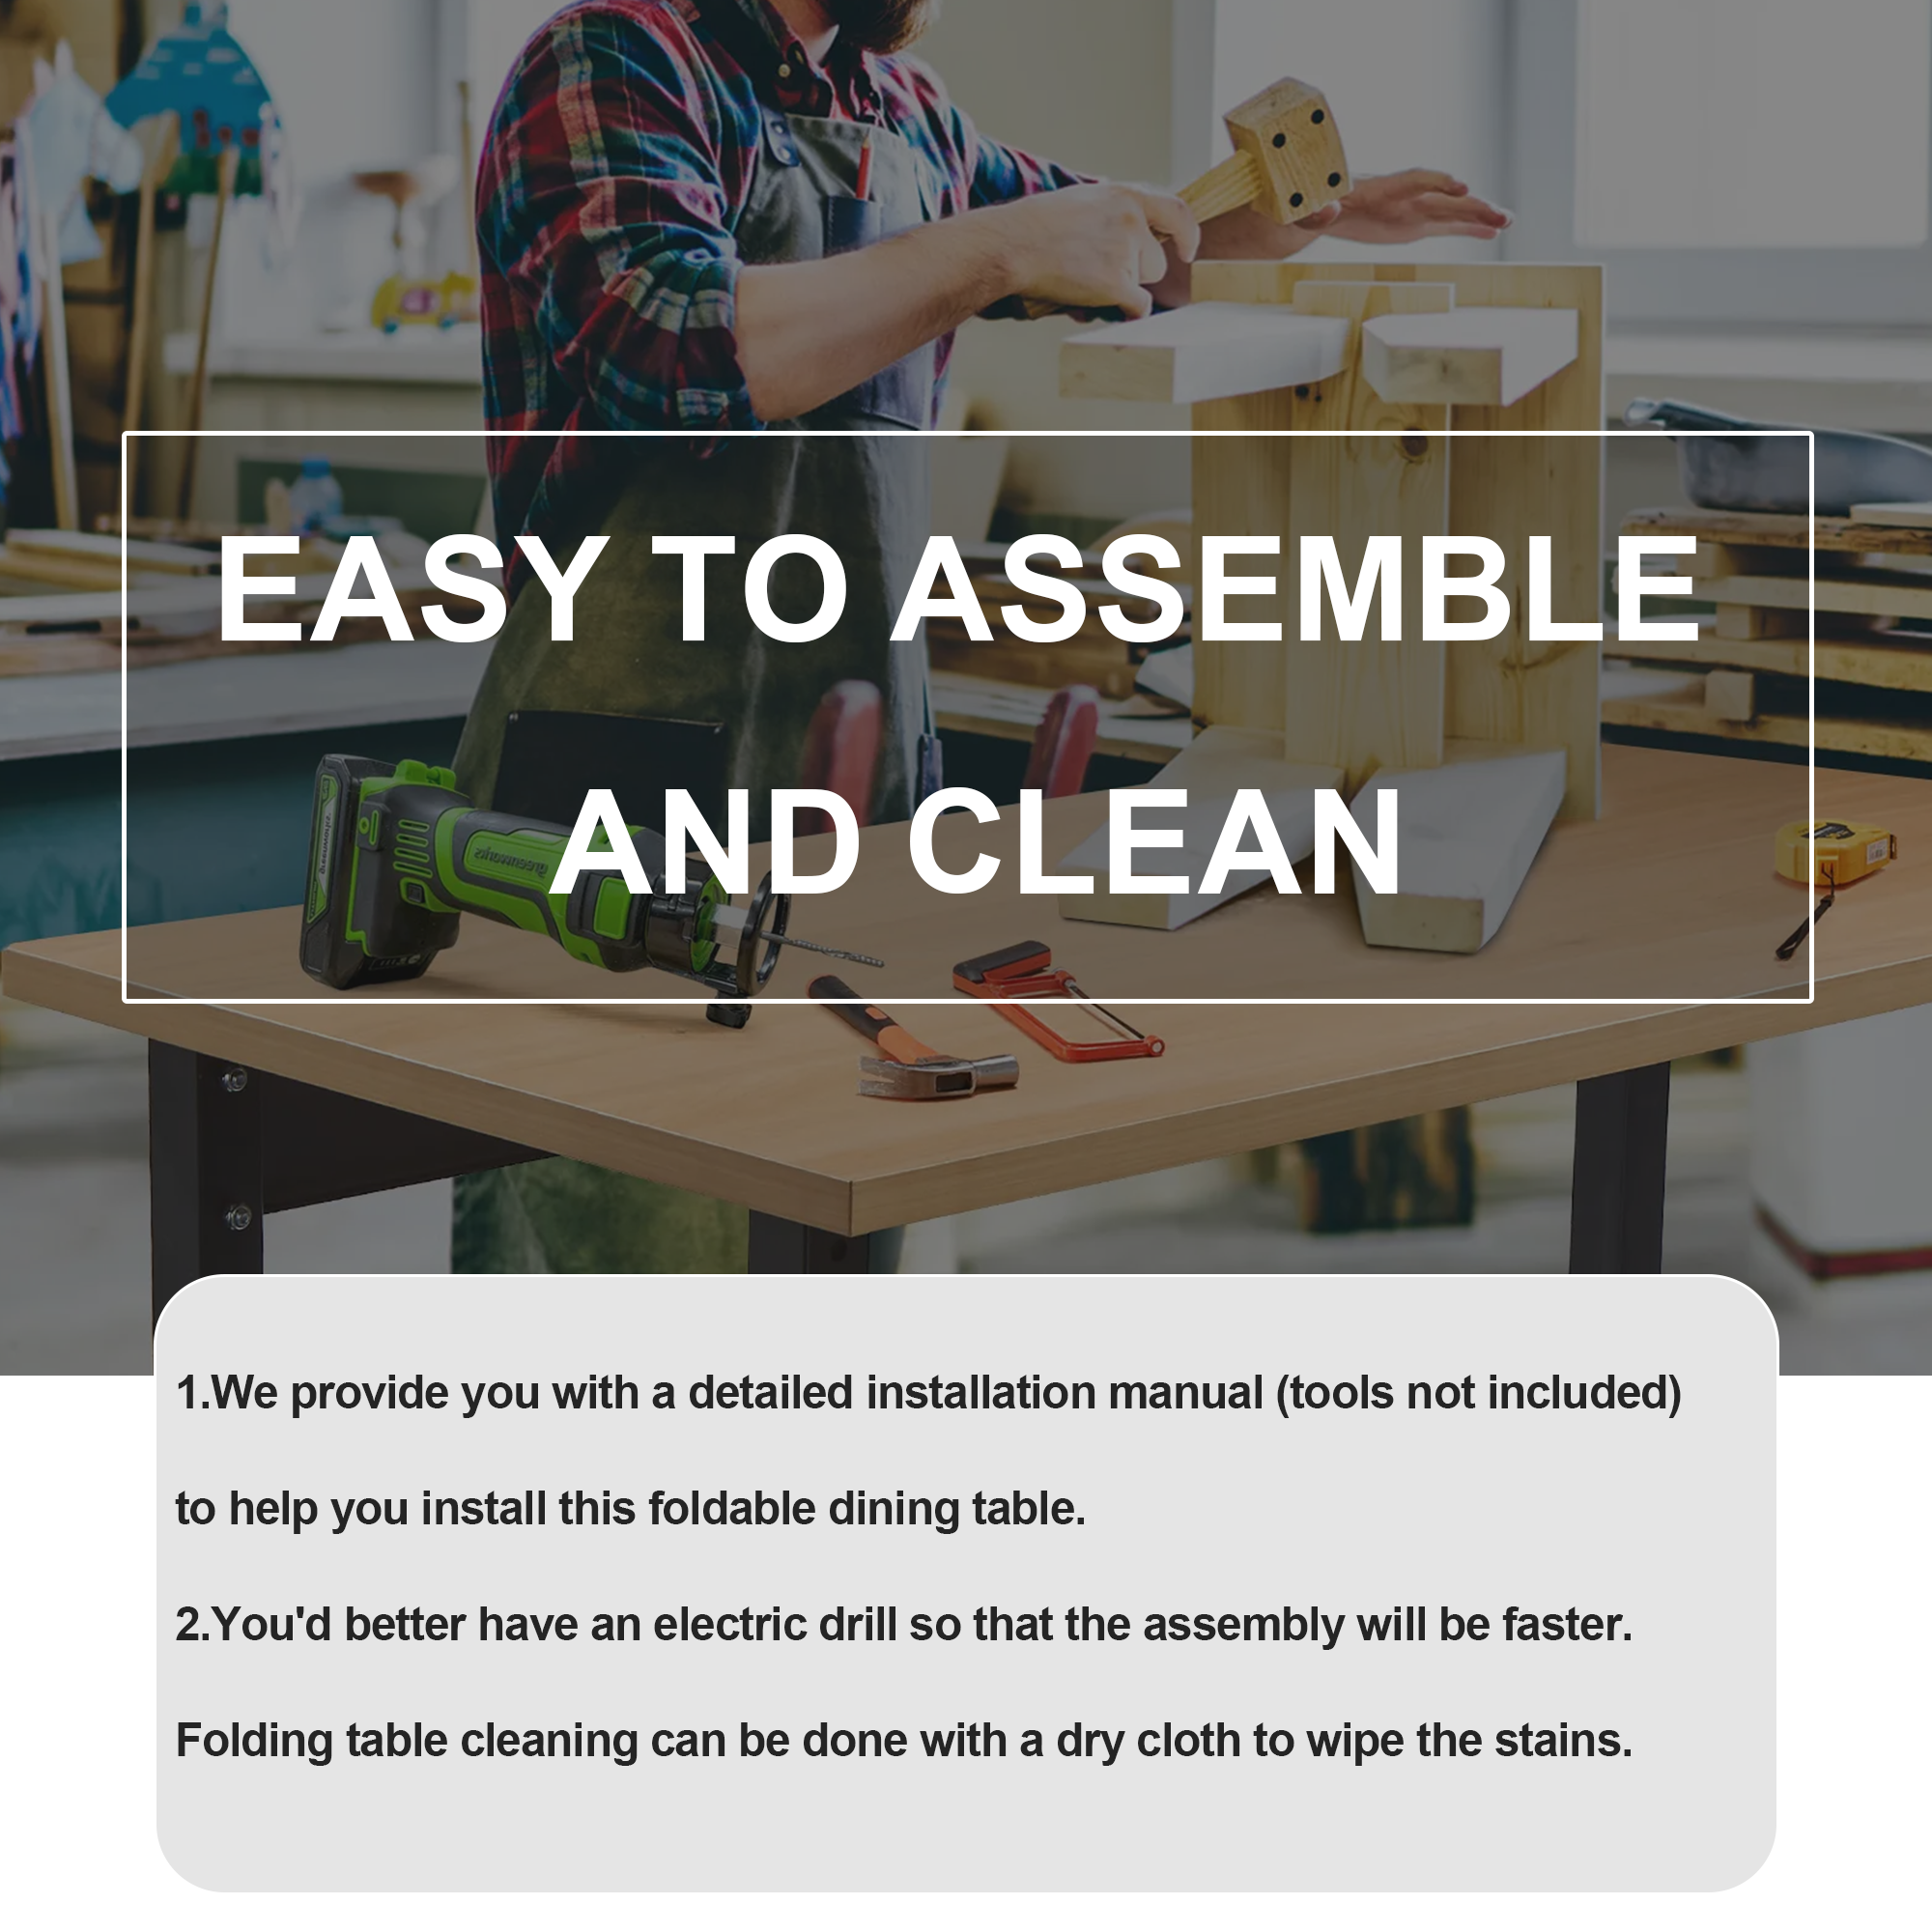 EASY TO ASSEMBLE
AND CLEAN
greenworks
greenworks
1.We provide you with a detailed installation manual (tools not included)
to help you install this foldable dining table.
2.You'd better have an electric drill so that the assembly will be faster.
Folding table cleaning can be done with a dry cloth to wipe the stains.